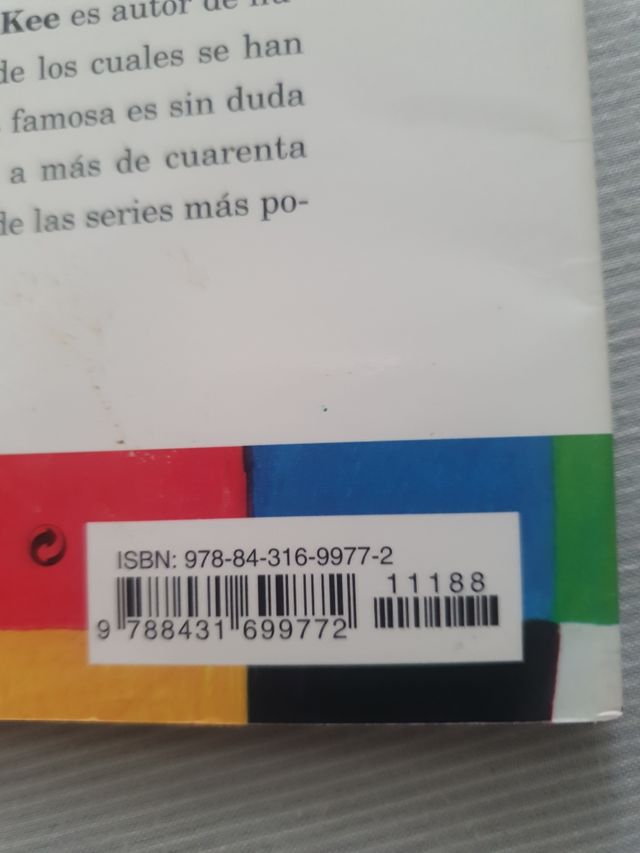 Kee es autor de
de los cuales se han
famosa es sin duda
a más de cuarenta
de las series más po-
ISBN: 978-84-316-9977-2
11188
9 788431 699772